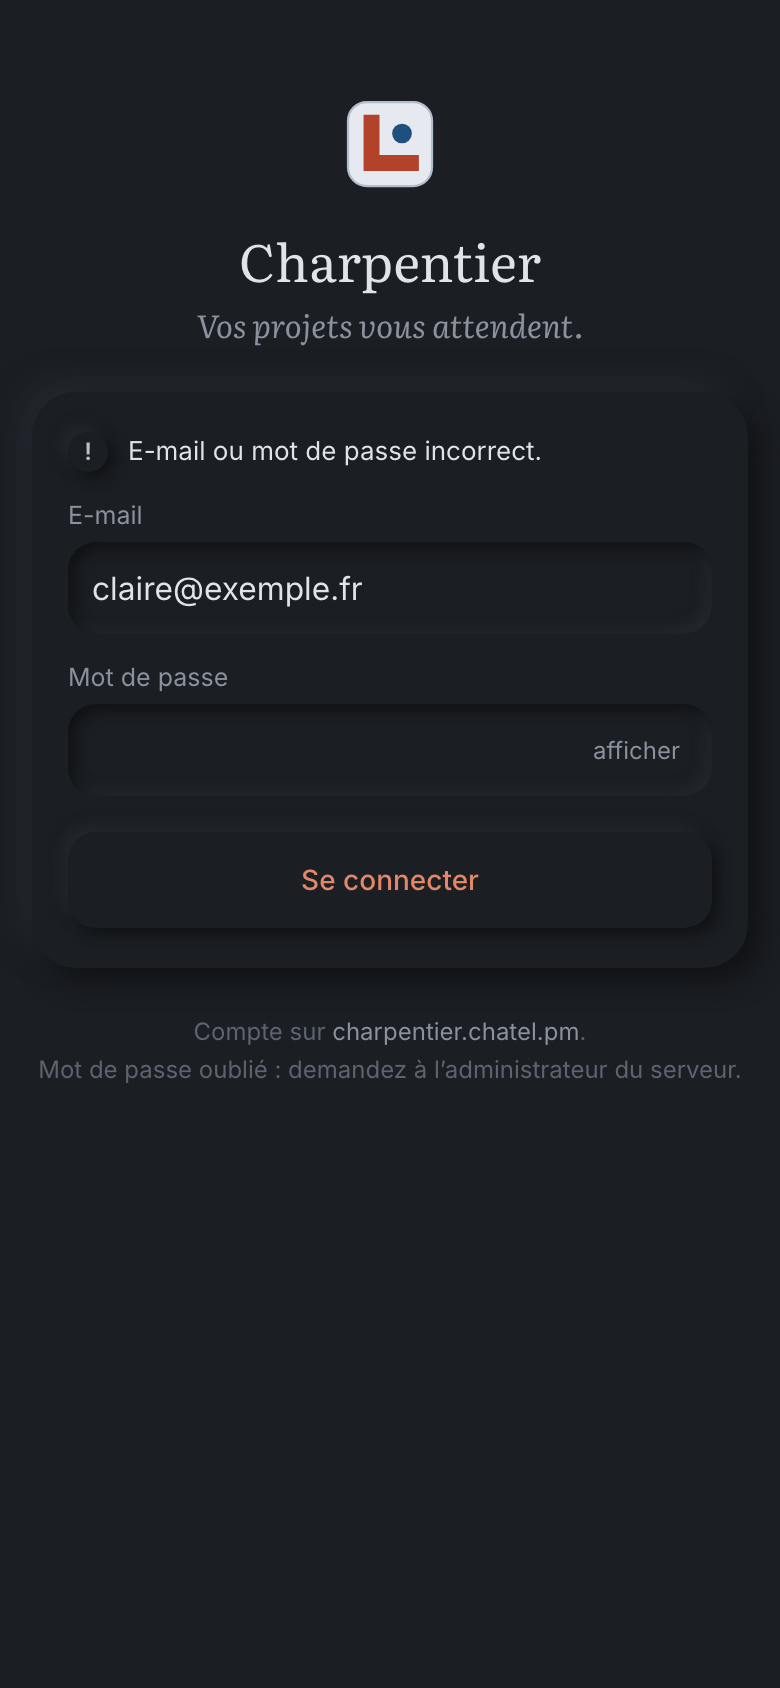 Charpentier
Vos projets vous attendent.
! E-mail ou mot de passe incorrect.
E-mail
claire@exemple.fr
Mot de passe
afficher
Se connecter
Compte sur charpentier.chatel.pm.
Mot de passe oublié : demandez à l’administrateur du serveur.